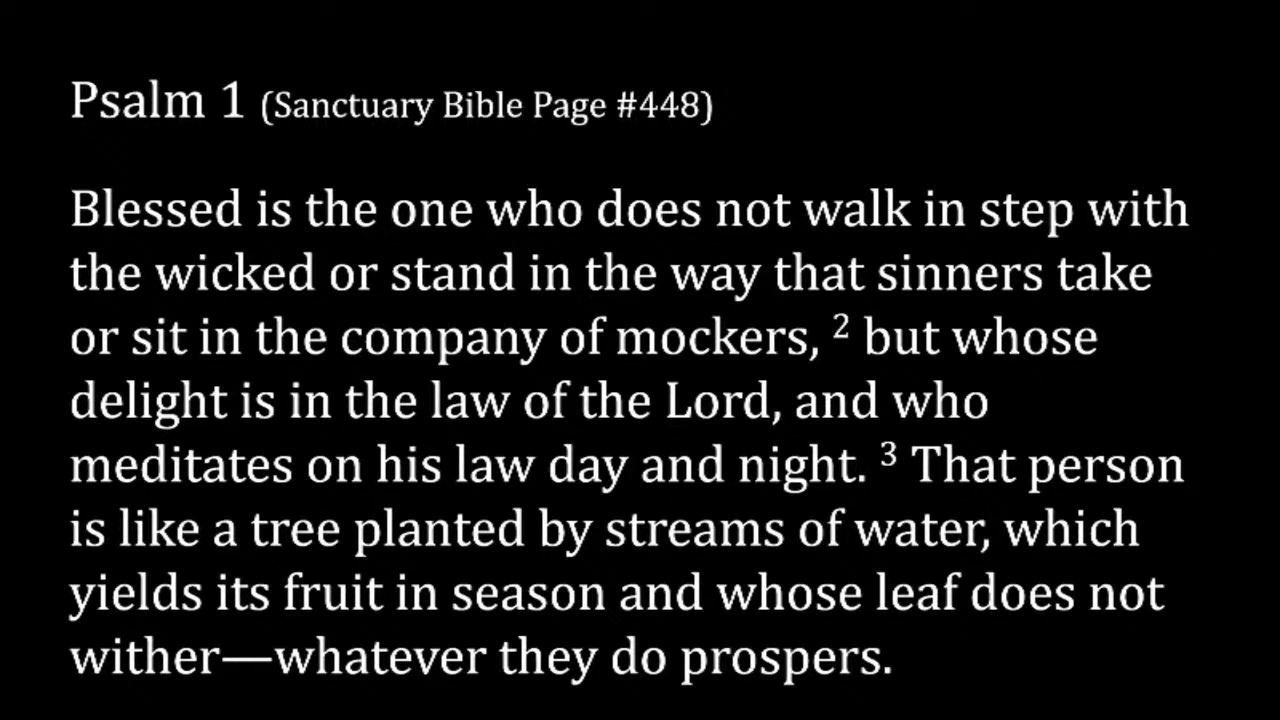 Psalm 1 (Sanctuary Bible Page #448)
Blessed is the one who does not walk in step with
the wicked or stand in the way that sinners take
or sit in the company of mockers, ² but whose
delight is in the law of the Lord, and who
meditates on his law day and night. ³ That person
is like a tree planted by streams of water, which
yields its fruit in season and whose leaf does not
wither—whatever they do prospers.